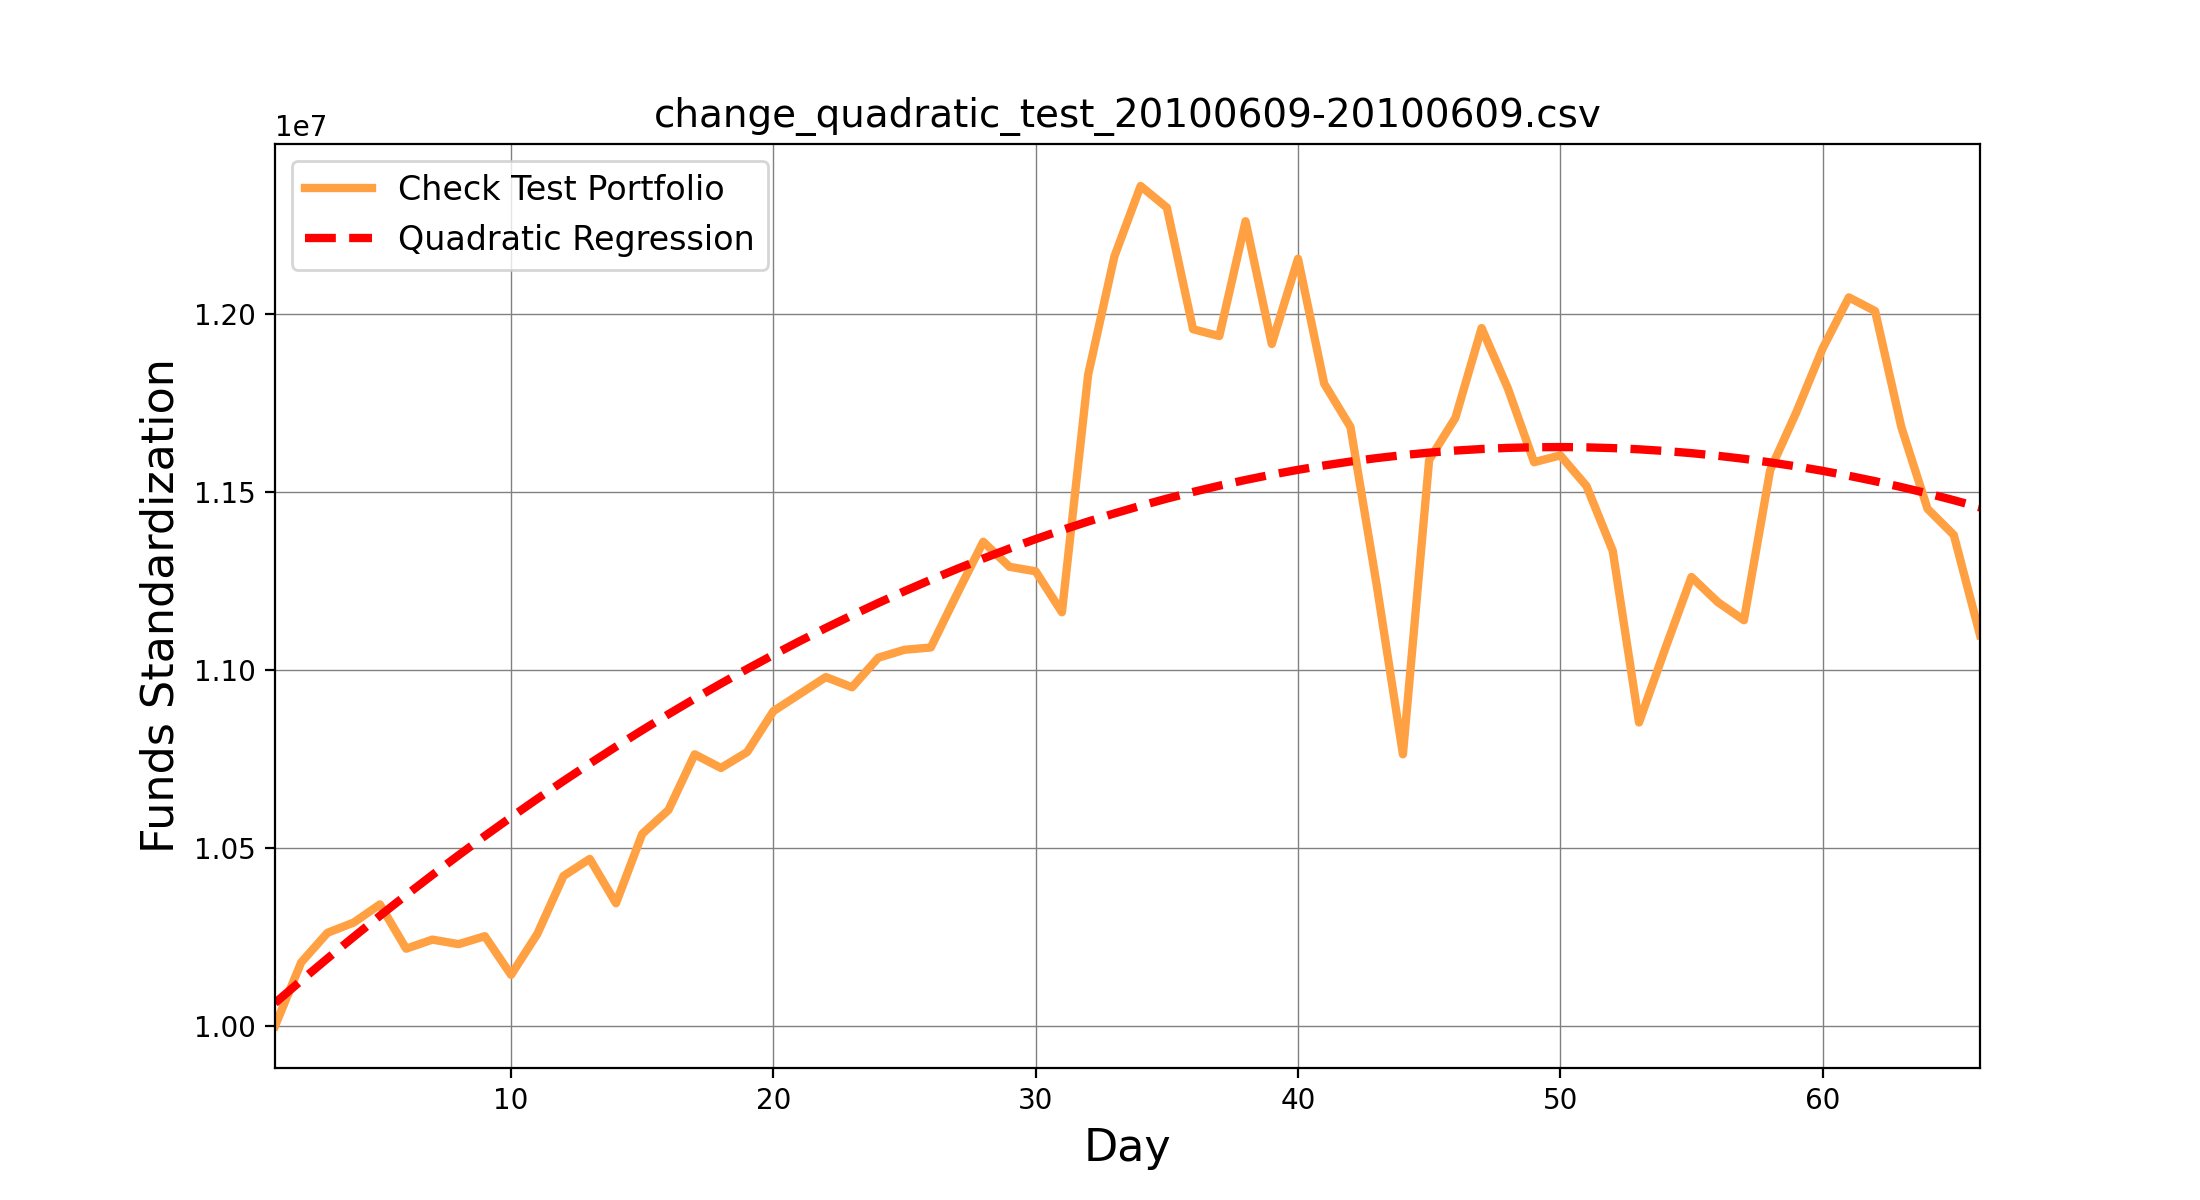 change_quadratic_test_20100609-20100609.csv
1e7
Check Test Portfolio
Quadratic Regression
Funds Standardization
1.20
1.15
1.10
1.05
1.00
10 20 30 40 50 60
Day